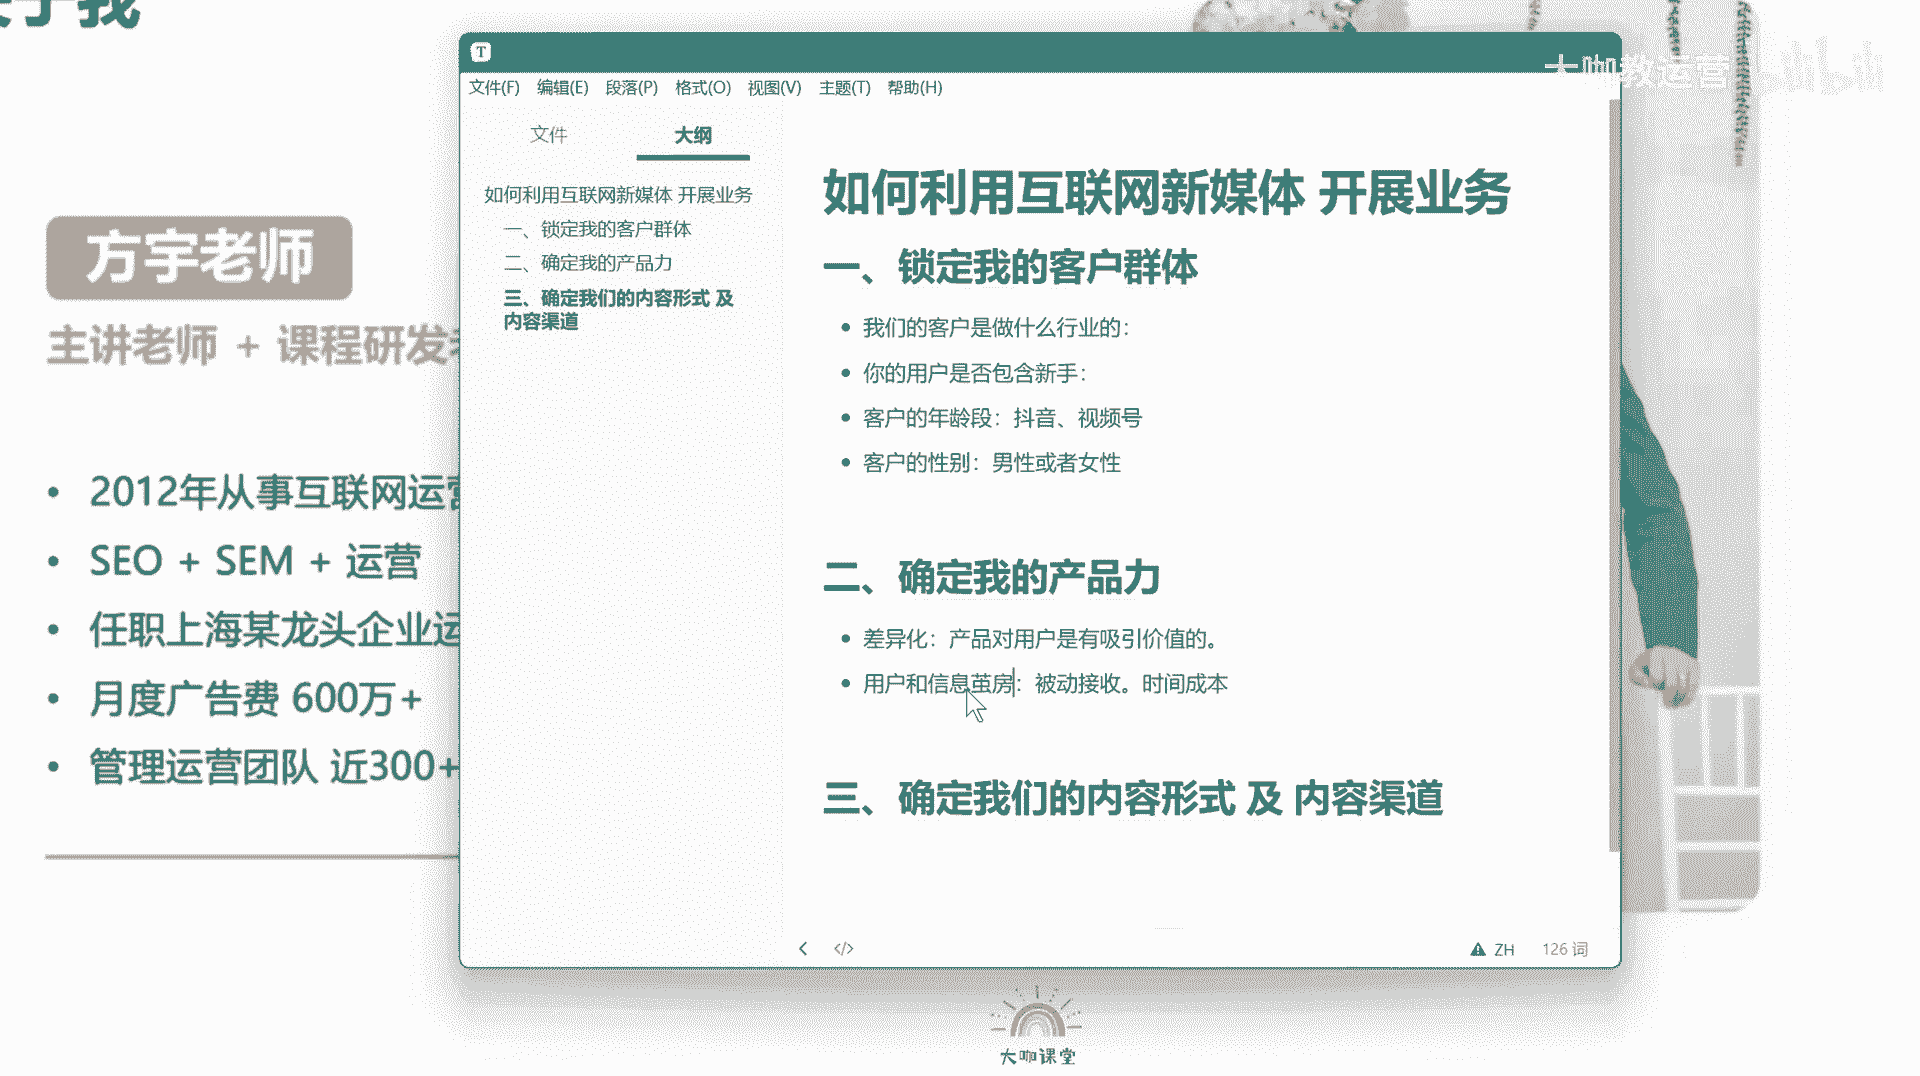 于我
方宇老师
主讲老师 + 课程研发
2012年从事互联网运营
SEO + SEM + 运营
任职上海某龙头企业运
月度广告费 600万+
管理运营团队 近300+
T
文件(F) 编辑(E) 段落(P) 格式(O) 视图(V) 主题(T) 帮助(H)
文件 大纲
如何利用互联网新媒体 开展业务
一、锁定我的客户群体
二、确定我的产品力
三、确定我们的内容形式 及
内容渠道
如何利用互联网新媒体 开展业务
一、锁定我的客户群体
我们的客户是做什么行业的：
你的用户是否包含新手：
客户的年龄段：抖音、视频号
客户的性别：男性或者女性
二、确定我的产品力
差异化：产品对用户是有吸引价值的。
用户和信息茧房：被动接收。时间成本
三、确定我们的内容形式 及 内容渠道
</> ZH 126 词
大咖教运营 bilibili
大咖课堂